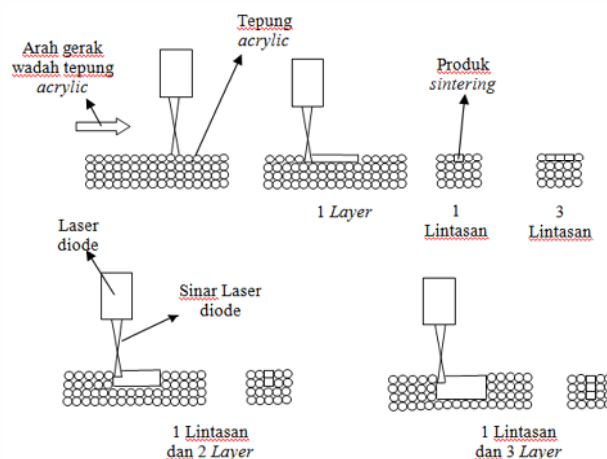 Arah gerak
wadah tepung
acrylic
Tepung
acrylic
Produk
sintering
1 Layer
1
Lintasan
3
Lintasan
Laser
diode
Sinar Laser
diode
1 Lintasan
dan 2 Layer
1 Lintasan
dan 3 Layer